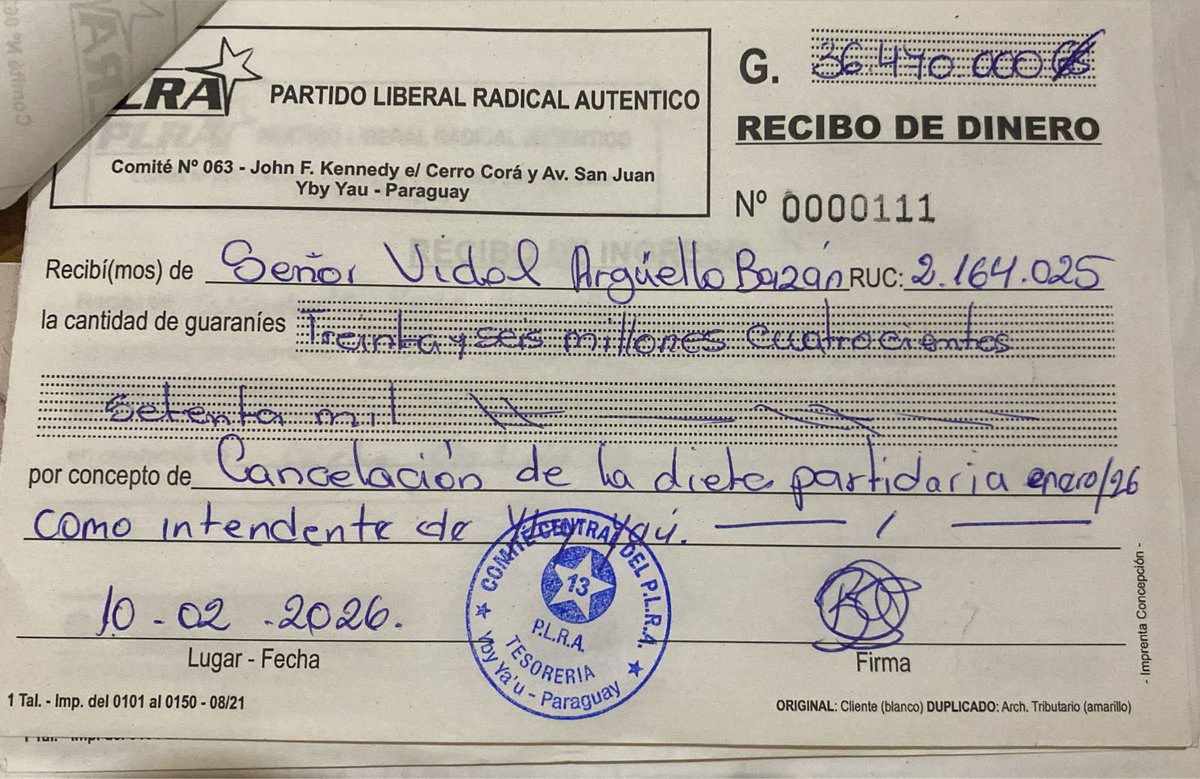 PLRA
PARTIDO LIBERAL RADICAL AUTENTICO
Comité Nº 063 - John F. Kennedy e/ Cerro Corá y Av. San Juan
Yby Yau - Paraguay
G. 36.470.000
RECIBO DE DINERO
Nº 0000111
Recibí(mos) de Señor Vidal Argüello Bazán RUC: 2.164.025
la cantidad de guaraníes Treinta y seis millones cuatrocientos
setenta mil
por concepto de Cancelación de la dieta partidaria enero/26
como intendente de Yby Yaú.
10 - 02 - 2026.
Lugar - Fecha
COMITÉ CENTRAL DEL P.L.R.A.
13
P.L.R.A.
TESORERIA
Yby Ya'u - Paraguay
Firma
- Imprenta Concepción -
1 Tal. - Imp. del 0101 al 0150 - 08/21
ORIGINAL: Cliente (blanco) DUPLICADO: Arch. Tributario (amarillo)